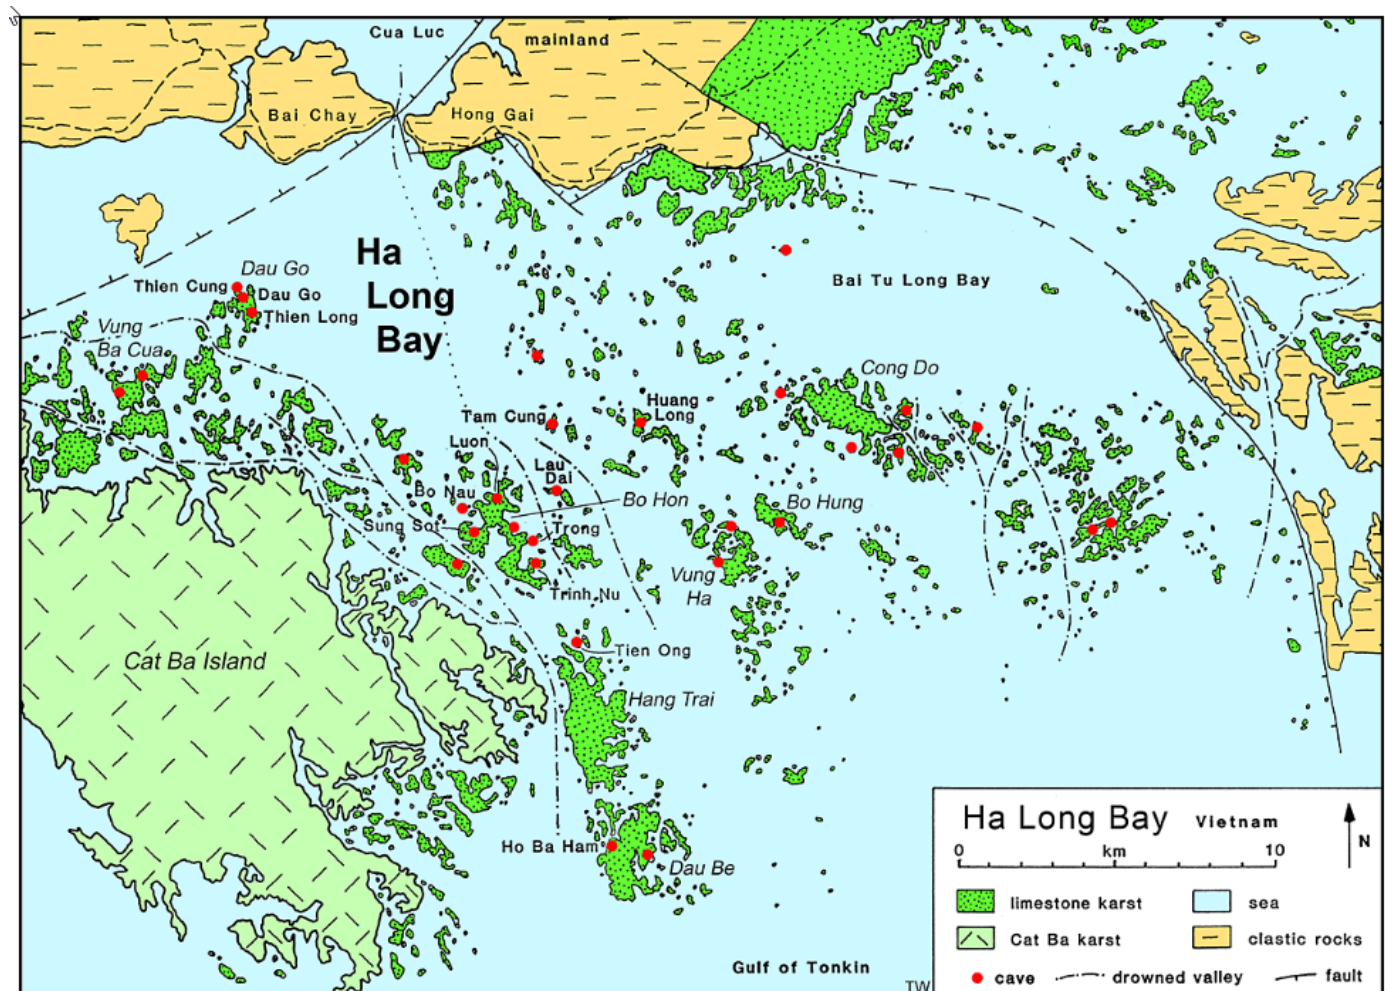 Cua Luc
mainland
Bai Chay
Hong Gai
Ha
Long
Bay
Dau Go
Thien Cung
Dau Go
Thien Long
Bai Tu Long Bay
Vung
Ba Cua
Cong Do
Huang
Long
Tam Cung
Luon
Lau
Dai
Bo Nau
Bo Hon
Bo Hung
Sung Sot
Trong
Vung
Ha
Trinh Nu
Cat Ba Island
Tien Ong
Hang Trai
Ho Ba Ham
Dau Be
Gulf of Tonkin
TW
Ha Long Bay Vietnam
N
0 km 10
limestone karst
sea
Cat Ba karst
clastic rocks
cave
drowned valley
fault